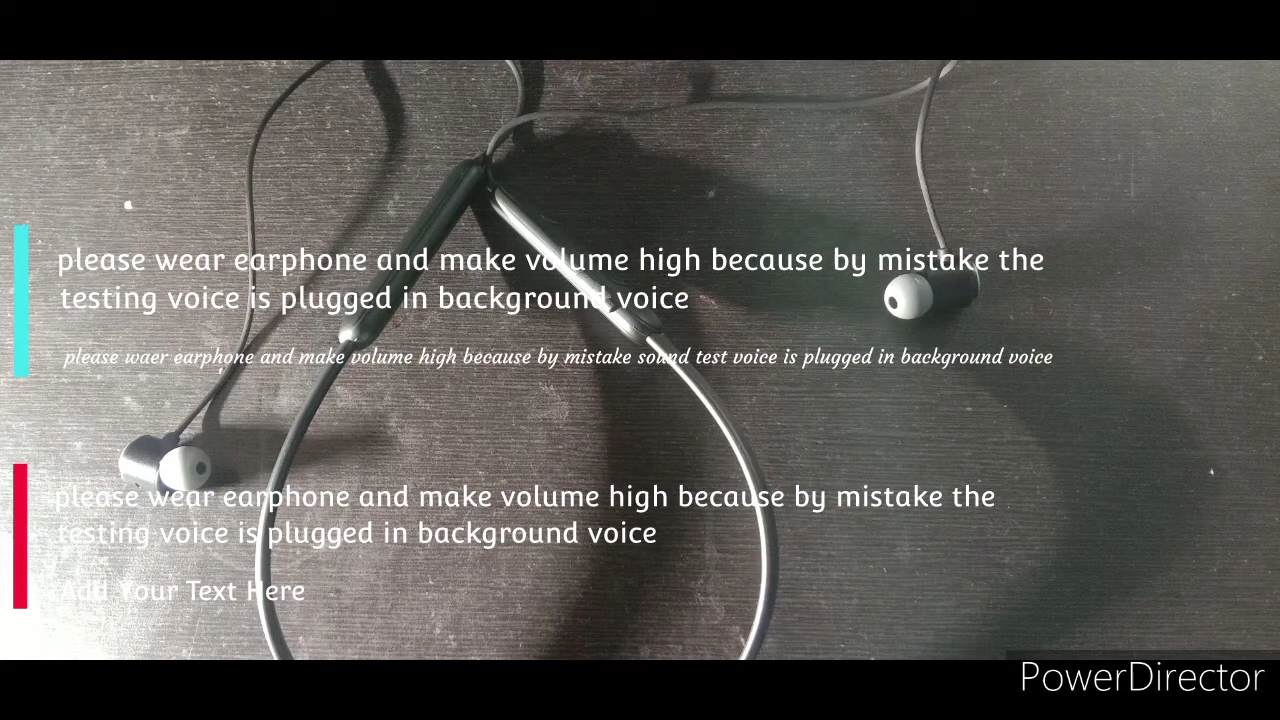 please wear earphone and make volume high because by mistake the
testing voice is plugged in background voice
please waer earphone and make volume high because by mistake sound test voice is plugged in background voice
please wear earphone and make volume high because by mistake the
testing voice is plugged in background voice
Add Your Text Here
PowerDirector